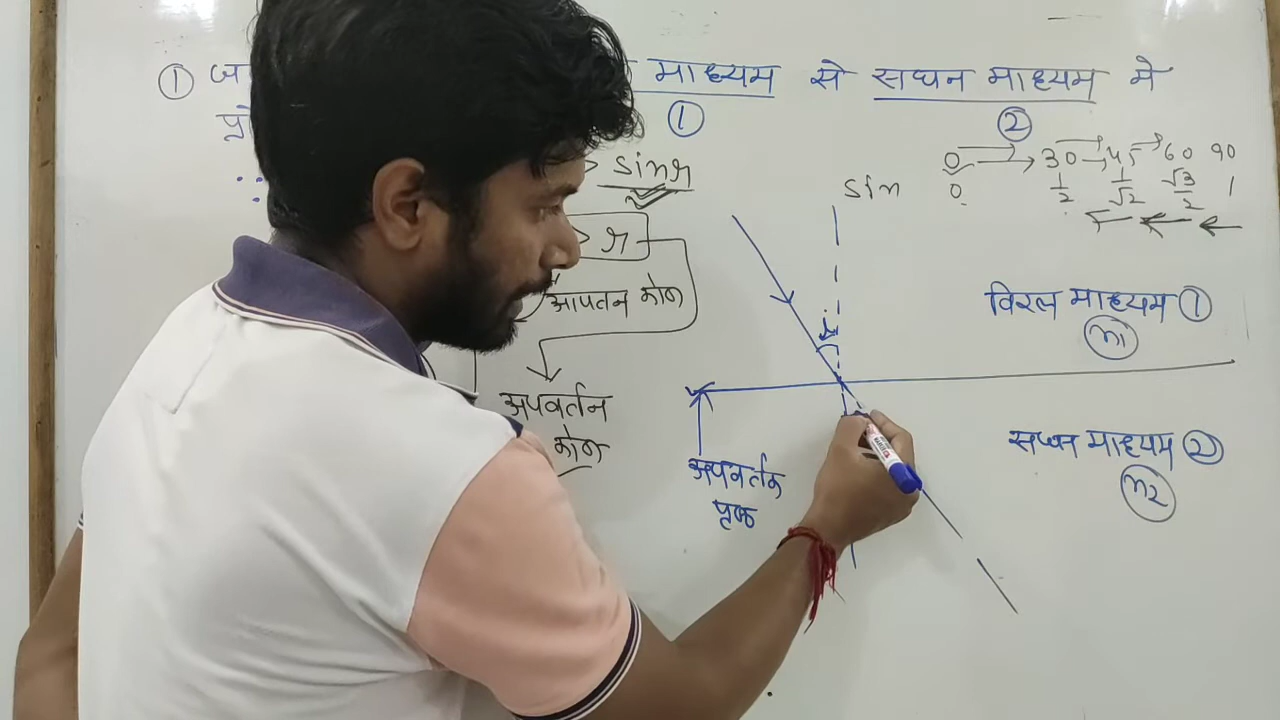 ① ज माध्यम से सघन माध्यम में
① ②
> sinr
> r
आपतन कोण
अपवर्तन
कोण
sin 0 30 45 60 90
0 1/2 1/√2 √3/2 1
i
विरल माध्यम ①
n1
सघन माध्यम ②
n2
अपवर्तक
पृष्ठ